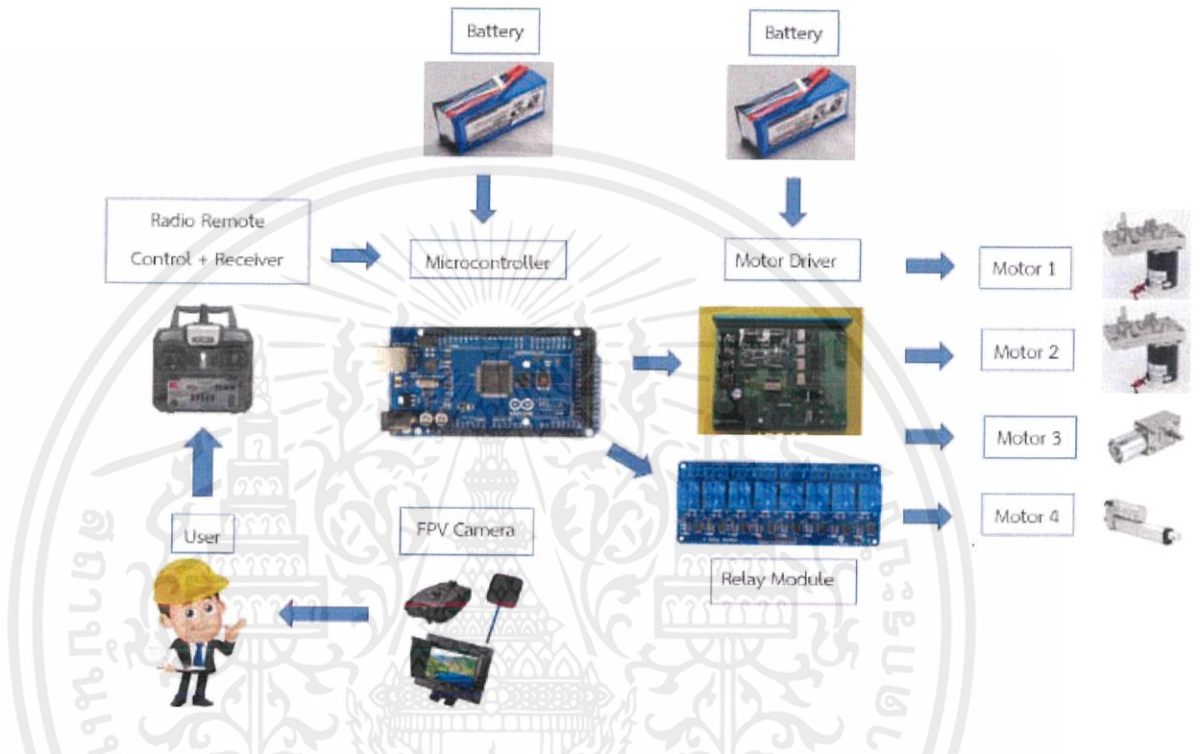 Battery
Battery
Radio Remote
Control + Receiver
Microcontroller
Motor Driver
Motor 1
Motor 2
Motor 3
Motor 4
User
FPV Camera
Relay Module